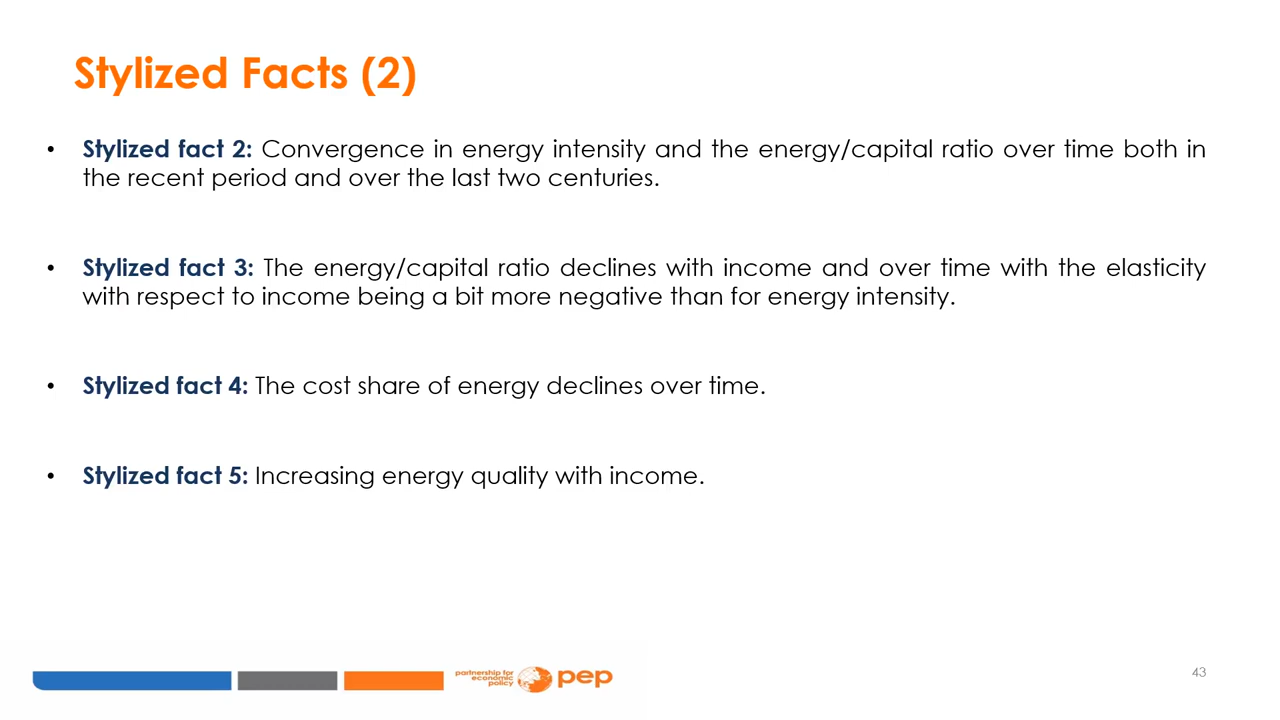 Stylized Facts (2)
• Stylized fact 2: Convergence in energy intensity and the energy/capital ratio over time both in
the recent period and over the last two centuries.
• Stylized fact 3: The energy/capital ratio declines with income and over time with the elasticity
with respect to income being a bit more negative than for energy intensity.
• Stylized fact 4: The cost share of energy declines over time.
• Stylized fact 5: Increasing energy quality with income.
partnership for
economic
policy
pep
43